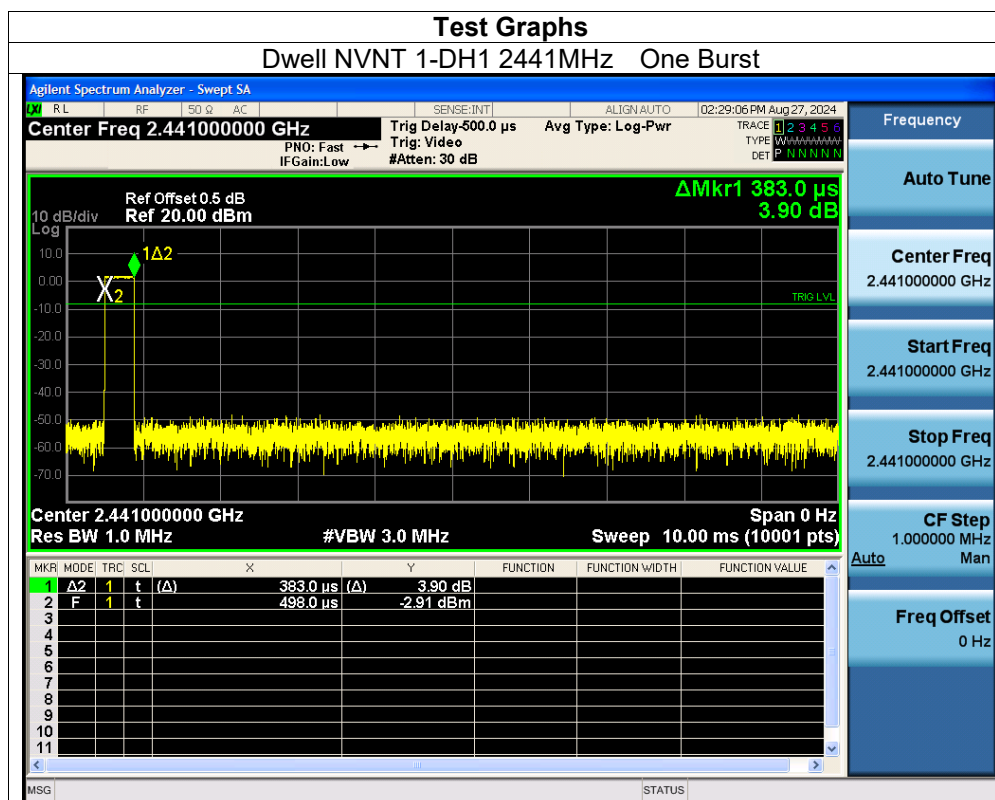 Test Graphs
Dwell NVNT 1-DH1 2441MHz One Burst
Agilent Spectrum Analyzer - Swept SA
LXI RL RF 50 Ω AC SENSE:INT ALIGN AUTO 02:29:06 PM Aug 27, 2024
Center Freq 2.441000000 GHz Trig Delay-500.0 µs Avg Type: Log-Pwr TRACE 1 2 3 4 5 6
PNO: Fast Trig: Video TYPE W
IFGain:Low #Atten: 30 dB DET P N N N N N
Frequency
ΔMkr1 383.0 µs
3.90 dB
Ref Offset 0.5 dB
10 dB/div Ref 20.00 dBm
Log
10.0
0.00
-10.0
-20.0
-30.0
-40.0
-50.0
-60.0
-70.0
1Δ2
X2
TRIG LVL
Center 2.441000000 GHz Span 0 Hz
Res BW 1.0 MHz #VBW 3.0 MHz Sweep 10.00 ms (10001 pts)
MKR MODE TRC SCL X Y FUNCTION FUNCTION WIDTH FUNCTION VALUE
1 Δ2 1 t (Δ) 383.0 µs (Δ) 3.90 dB
2 F 1 t 498.0 µs -2.91 dBm
3
4
5
6
7
8
9
10
11
Auto Tune
Center Freq
2.441000000 GHz
Start Freq
2.441000000 GHz
Stop Freq
2.441000000 GHz
CF Step
1.000000 MHz
Auto Man
Freq Offset
0 Hz
MSG STATUS